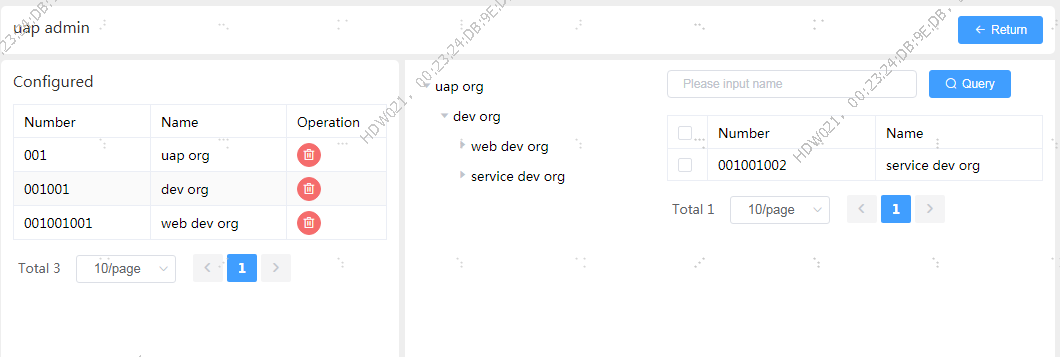 uap admin
Return
Configured
Number Name Operation
001 uap org
001001 dev org
001001001 web dev org
Total 3 10/page 1
uap org
dev org
web dev org
service dev org
Please input name Query
Number Name
001001002 service dev org
Total 1 10/page 1
23:24:DB:9E:DB
HDW021, 00:23:24:DB:9E:DB,
HDW021, 00:23:24:DB:9E:DB